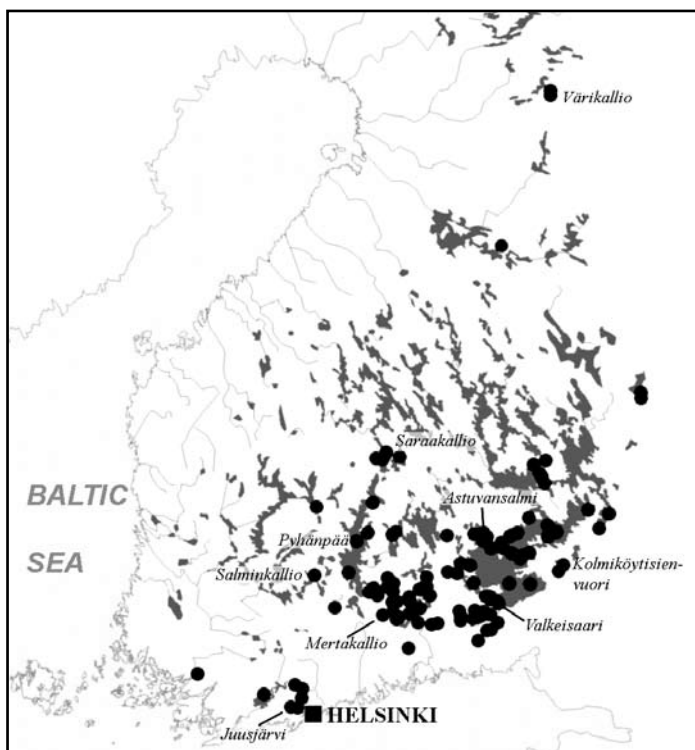 Värikallio
Saraakallio
BALTIC
SEA
Astuvansalmi
Pyhänpää
Salminkallio
Kolmiköytisien-
vuori
Valkeisaari
Mertakallio
Juusjärvi
HELSINKI